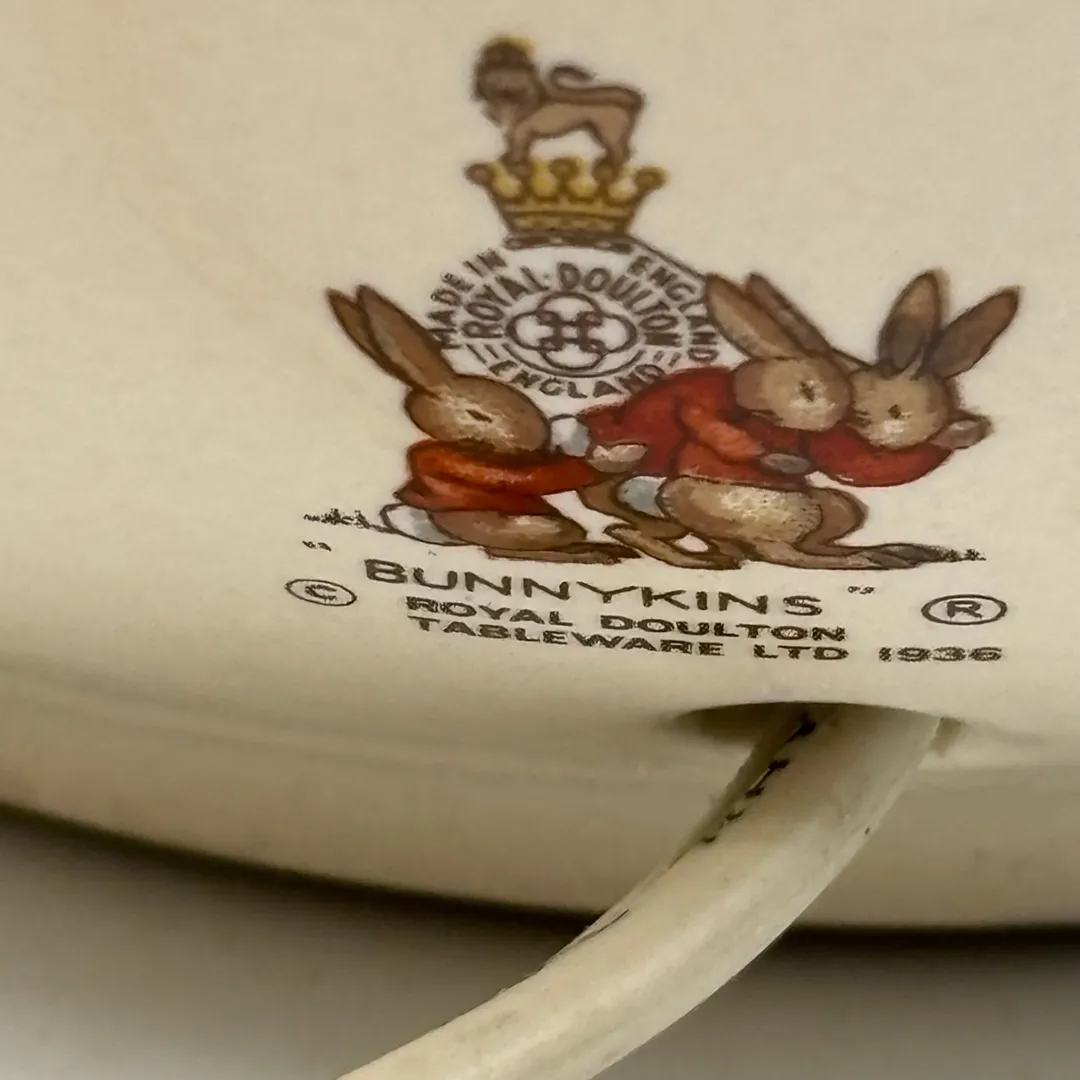 MADE IN ENGLAND
ROYAL DOULTON
ENGLAND
" BUNNYKINS " ®
© ROYAL DOULTON
TABLEWARE LTD 1936